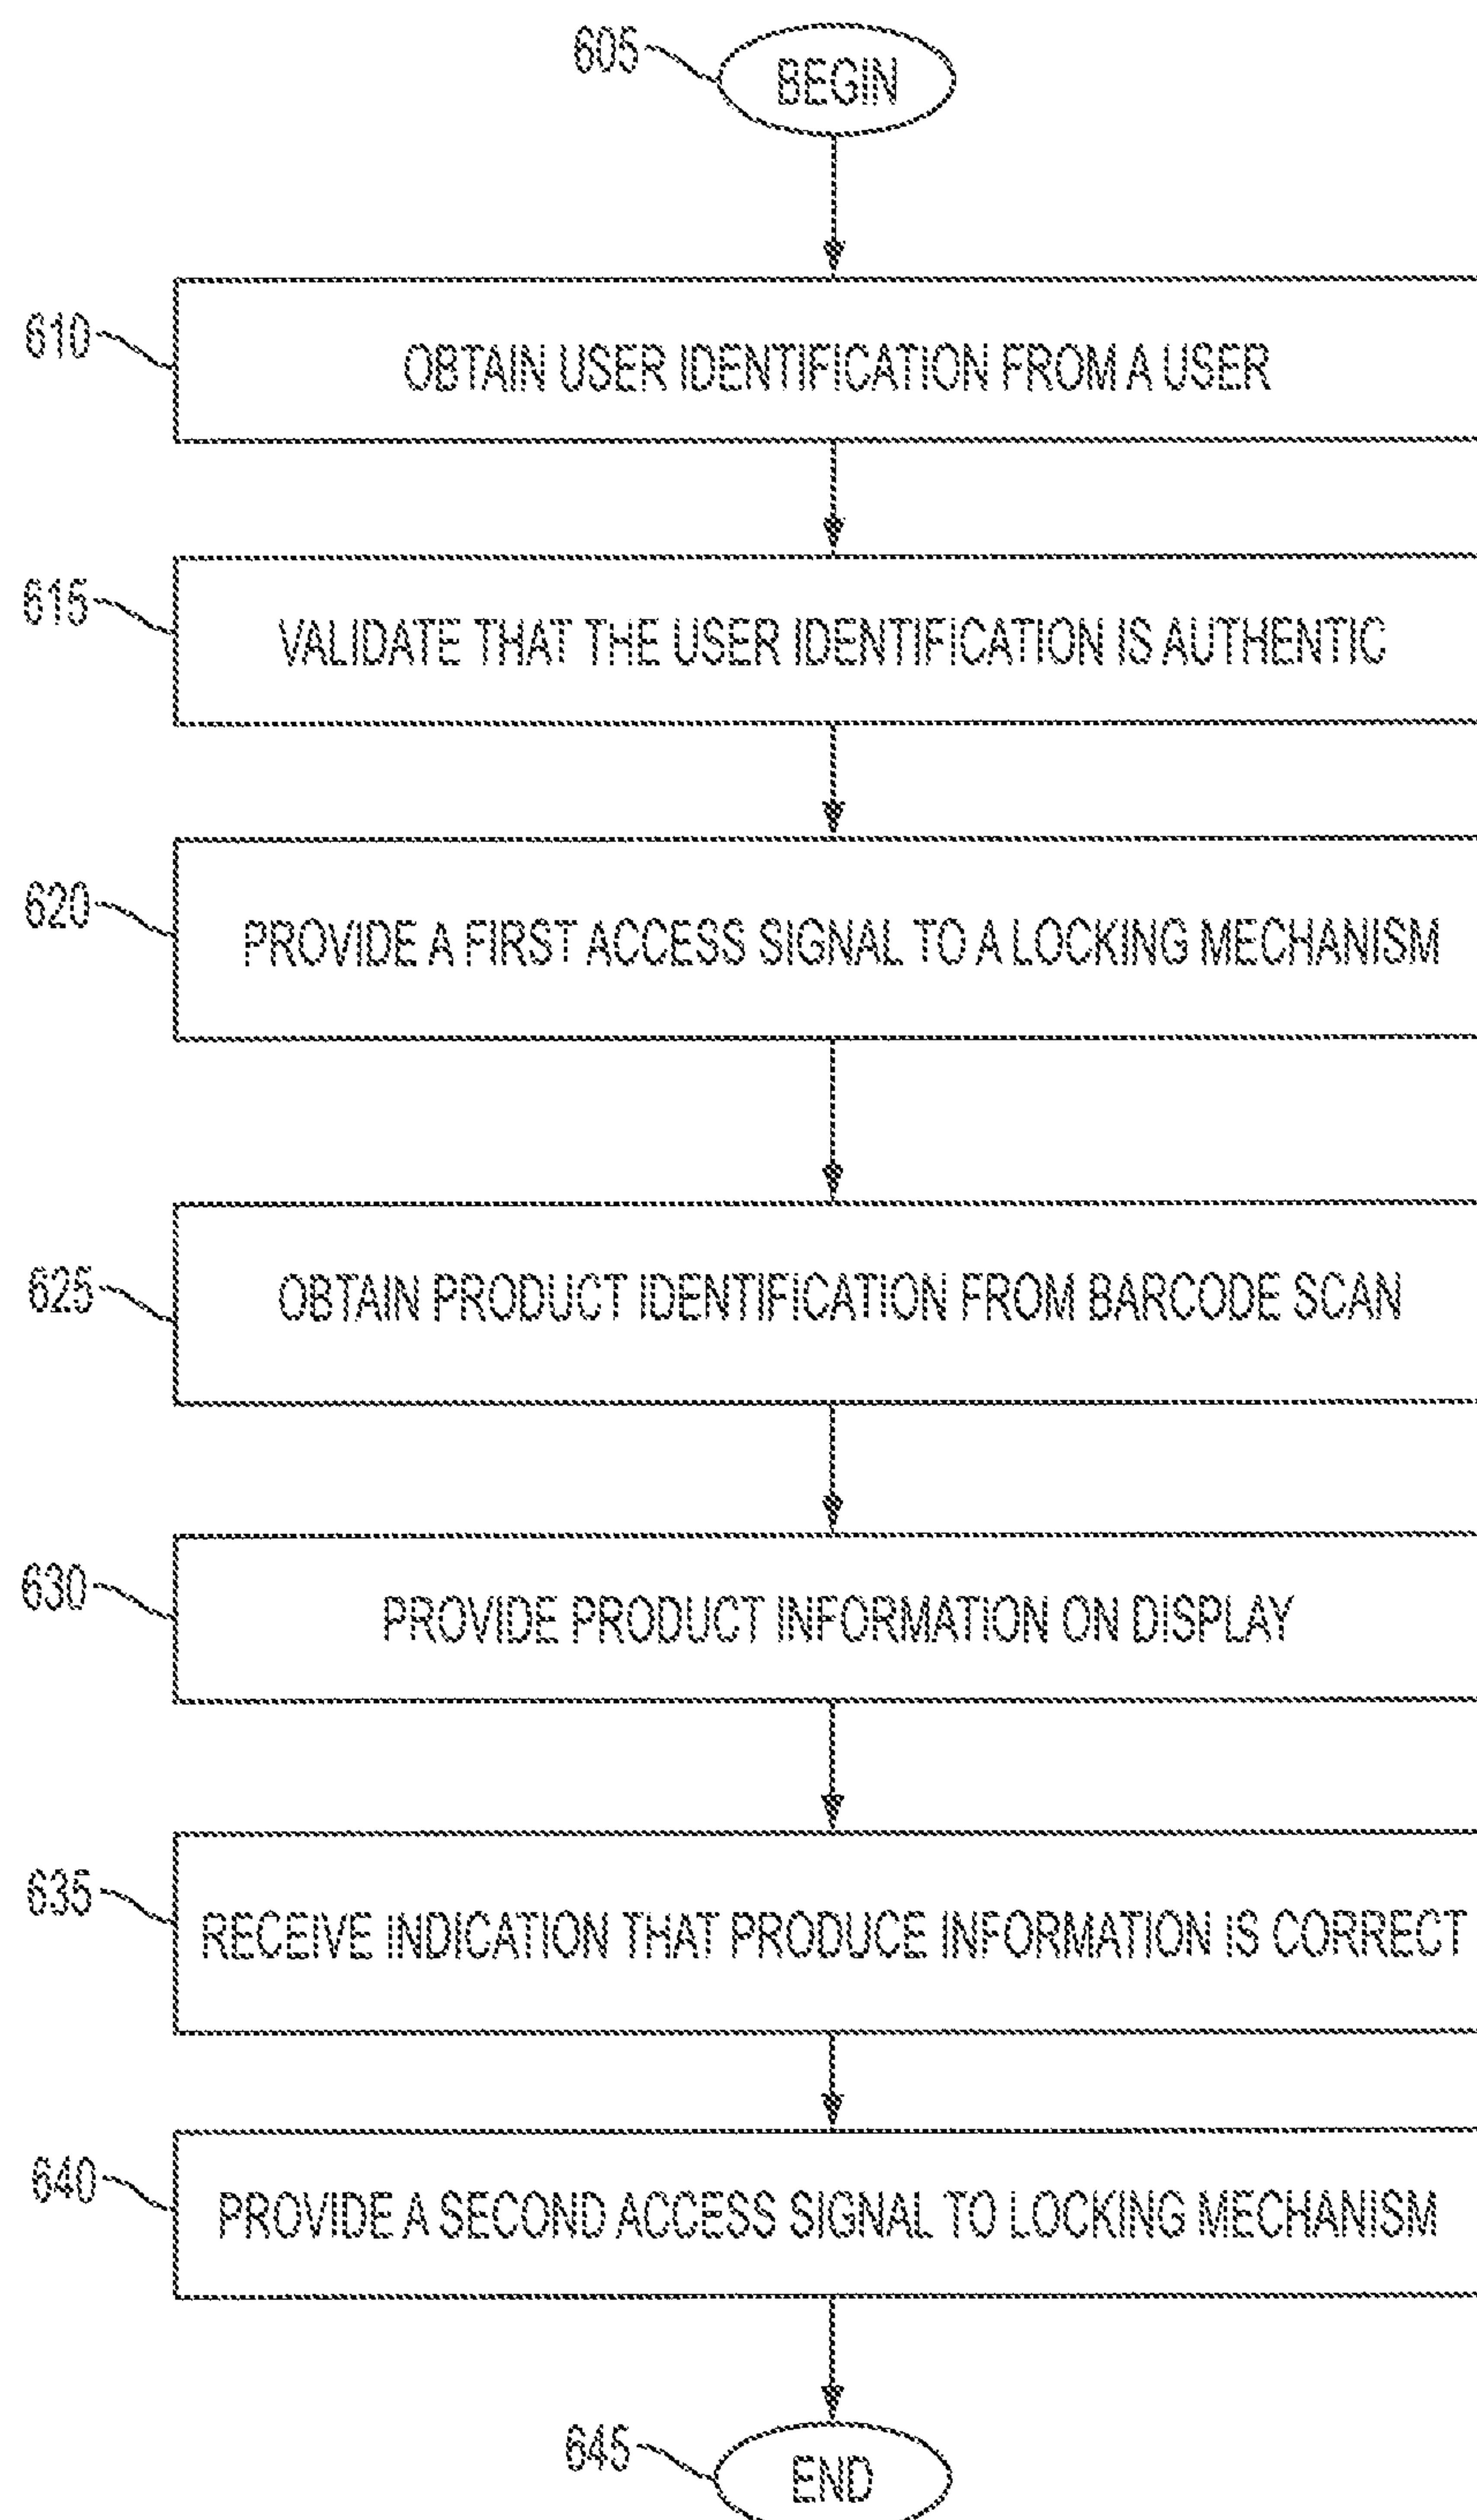 605 BEGIN
610 OBTAIN USER IDENTIFICATION FROM A USER
615 VALIDATE THAT THE USER IDENTIFICATION IS AUTHENTIC
620 PROVIDE A FIRST ACCESS SIGNAL TO A LOCKING MECHANISM
625 OBTAIN PRODUCT IDENTIFICATION FROM BARCODE SCAN
630 PROVIDE PRODUCT INFORMATION ON DISPLAY
635 RECEIVE INDICATION THAT PRODUCE INFORMATION IS CORRECT
640 PROVIDE A SECOND ACCESS SIGNAL TO LOCKING MECHANISM
645 END